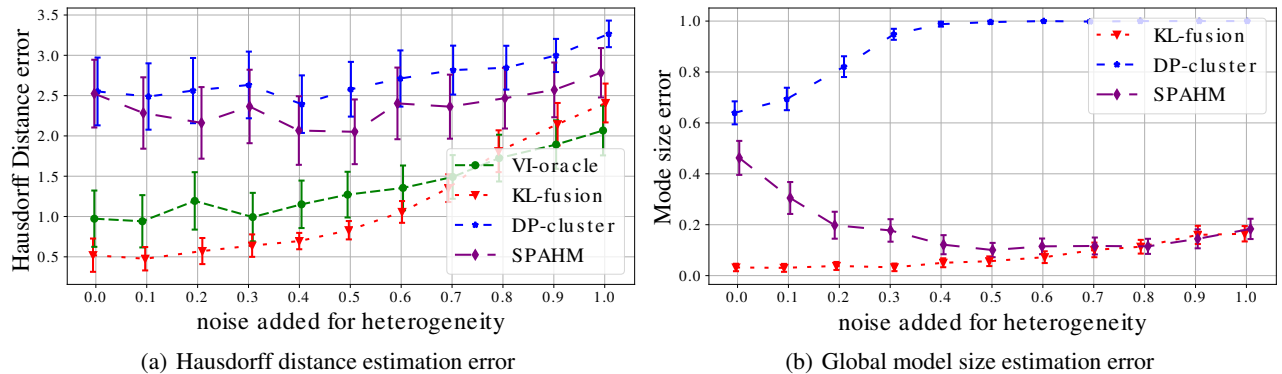 Hausdorff Distance error
3.5
3.0
2.5
2.0
1.5
1.0
0.5
0.0 0.1 0.2 0.3 0.4 0.5 0.6 0.7 0.8 0.9 1.0
noise added for heterogeneity
VI-oracle
KL-fusion
DP-cluster
SPAHM
(a) Hausdorff distance estimation error
Mode size error
1.0
0.8
0.6
0.4
0.2
0.0
0.0 0.1 0.2 0.3 0.4 0.5 0.6 0.7 0.8 0.9 1.0
noise added for heterogeneity
KL-fusion
DP-cluster
SPAHM
(b) Global model size estimation error